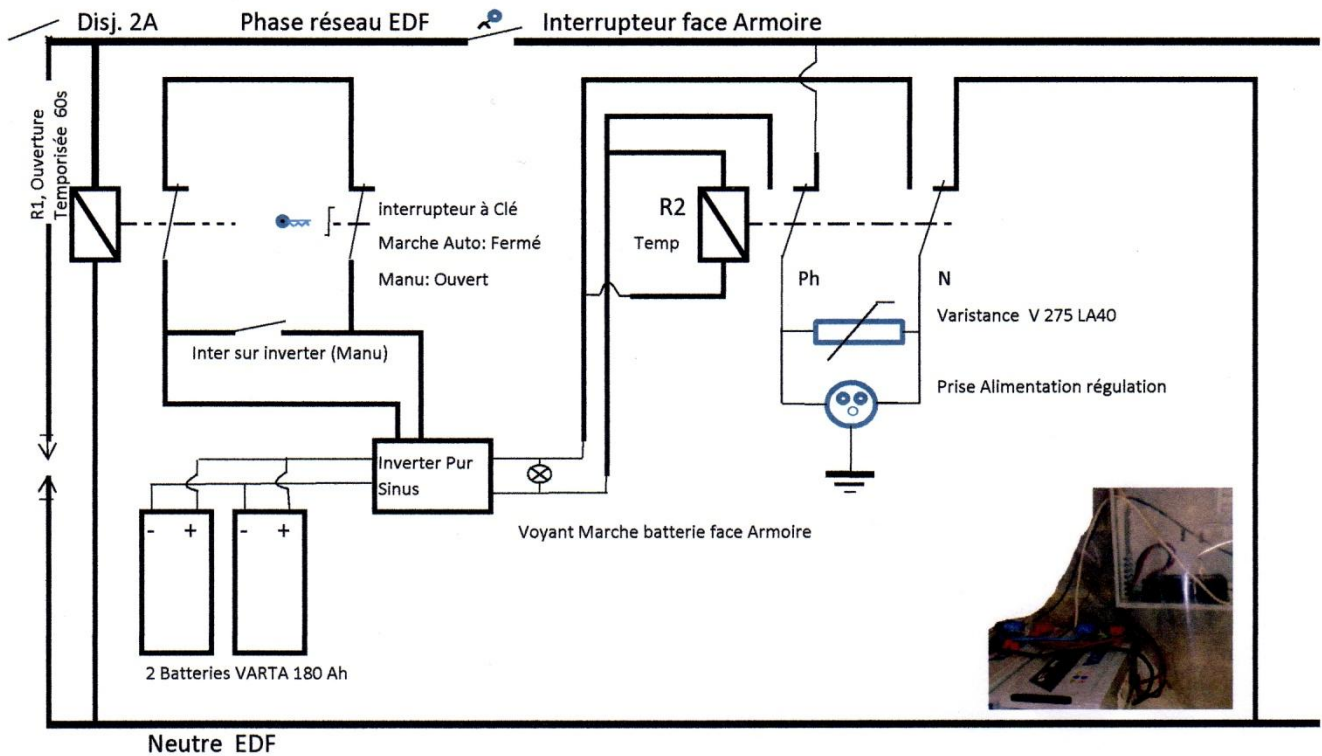 Disj. 2A
Phase réseau EDF
Interrupteur face Armoire
R1, Ouverture
Temporisée 60s
interrupteur à Clé
Marche Auto: Fermé
Manu: Ouvert
R2
Temp
Ph
N
Varistance V 275 LA40
Inter sur inverter (Manu)
Prise Alimentation régulation
Inverter Pur
Sinus
- + - +
Voyant Marche batterie face Armoire
2 Batteries VARTA 180 Ah
Neutre EDF